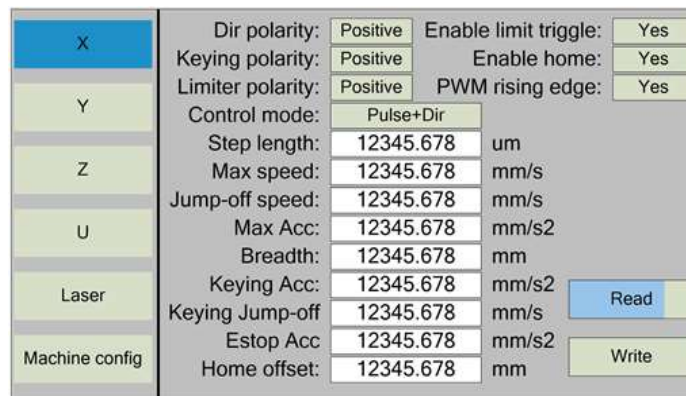 X
Y
Z
U
Laser
Machine config
Dir polarity: Positive Enable limit triggle: Yes
Keying polarity: Positive Enable home: Yes
Limiter polarity: Positive PWM rising edge: Yes
Control mode: Pulse+Dir
Step length: 12345.678 um
Max speed: 12345.678 mm/s
Jump-off speed: 12345.678 mm/s
Max Acc: 12345.678 mm/s2
Breadth: 12345.678 mm
Keying Acc: 12345.678 mm/s2
Keying Jump-off 12345.678 mm/s
Estop Acc 12345.678 mm/s2
Home offset: 12345.678 mm
Read
Write